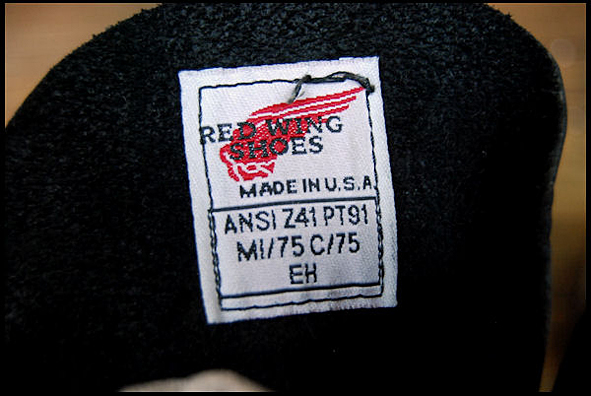 RED WING
SHOES
MADE IN U.S.A.
ANSI Z41 PT91
MI/75 C/75
EH